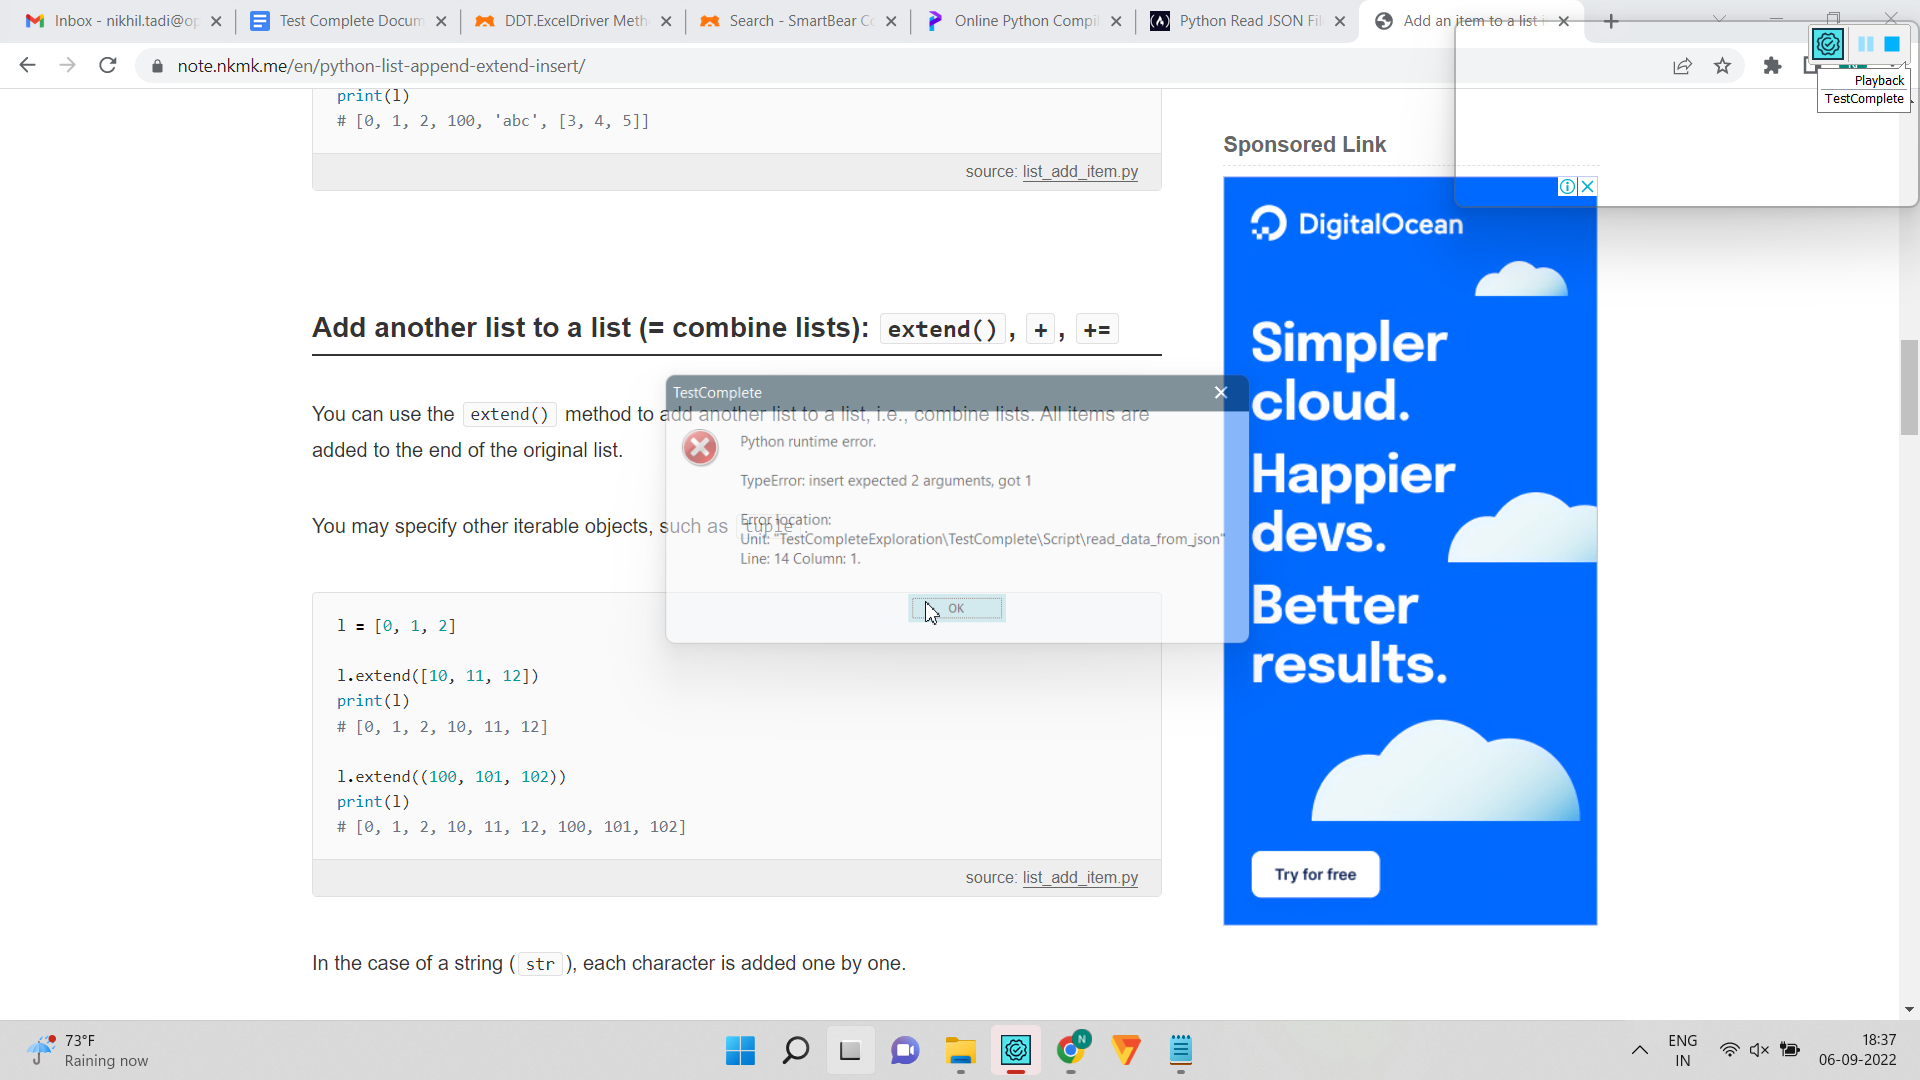 Inbox - nikhil.tadi@op
Test Complete Docum
DDT.ExcelDriver Meth
Search - SmartBear Co
Online Python Compil
Python Read JSON Fil
Add an item to a list i
note.nkmk.me/en/python-list-append-extend-insert/
Playback
TestComplete
print(l)
# [0, 1, 2, 100, 'abc', [3, 4, 5]]
source: list_add_item.py
Sponsored Link
DigitalOcean
Simpler
cloud.
Happier
devs.
Better
results.
Try for free
Add another list to a list (= combine lists): extend(), +, +=
You can use the extend() method to add another list to a list, i.e., combine lists. All items are
added to the end of the original list.
You may specify other iterable objects, such as tuple.
TestComplete
Python runtime error.
TypeError: insert expected 2 arguments, got 1
Error location:
Unit: "TestCompleteExploration\TestComplete\Script\read_data_from_json"
Line: 14 Column: 1.
OK
l = [0, 1, 2]
l.extend([10, 11, 12])
print(l)
# [0, 1, 2, 10, 11, 12]
l.extend((100, 101, 102))
print(l)
# [0, 1, 2, 10, 11, 12, 100, 101, 102]
source: list_add_item.py
In the case of a string ( str ), each character is added one by one.
73°F
Raining now
N
ENG
IN
18:37
06-09-2022